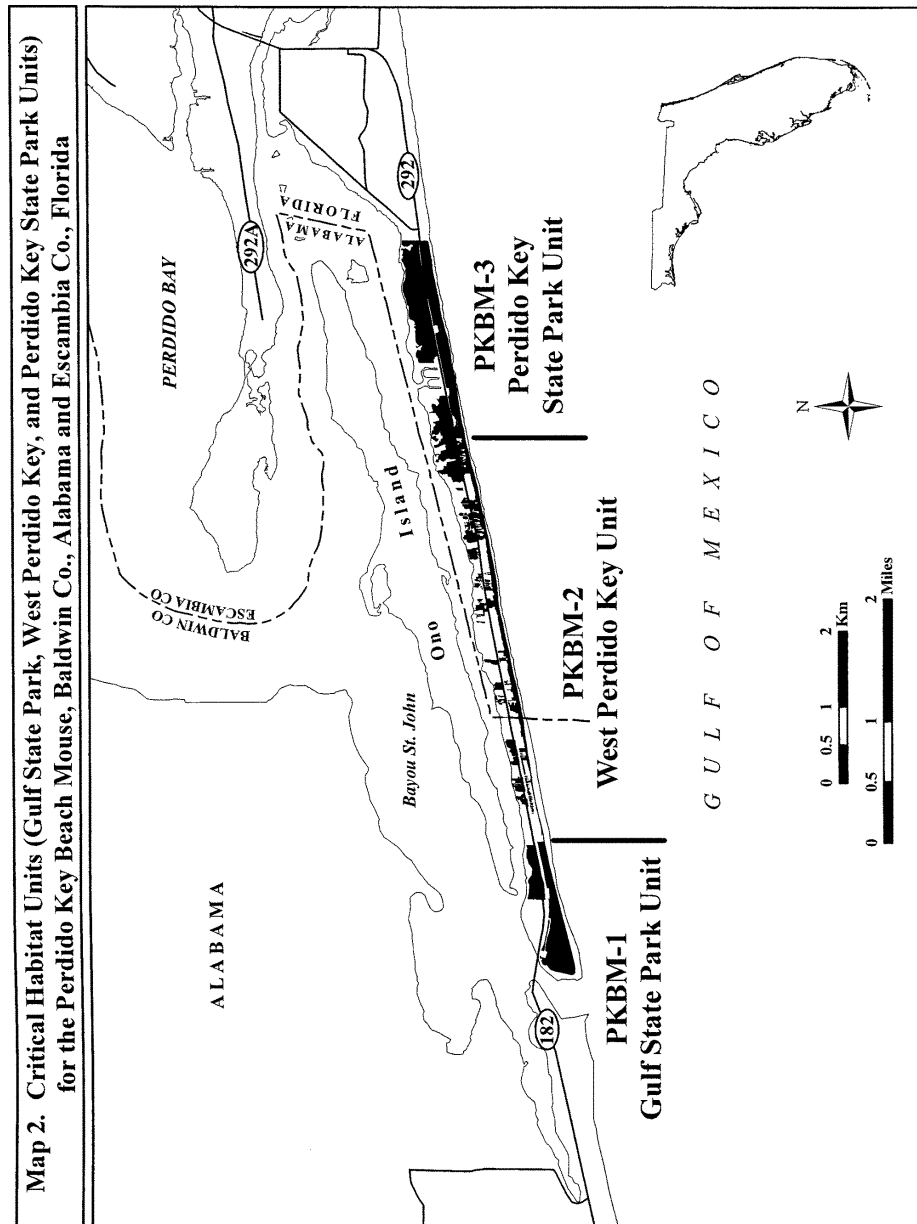 Map 2. Critical Habitat Units (Gulf State Park, West Perdido Key, and Perdido Key State Park Units)
for the Perdido Key Beach Mouse, Baldwin Co., Alabama and Escambia Co., Florida
ALABAMA
BALDWIN CO
ESCAMBIA CO
PERDIDO BAY
292A
ALABAMA
FLORIDA
Bayou St. John
Ono Island
292
182
PKBM-1
Gulf State Park Unit
PKBM-2
West Perdido Key Unit
PKBM-3
Perdido Key
State Park Unit
GULF OF MEXICO
N
0 0.5 1 2
Km
0 0.5 1 2
Miles